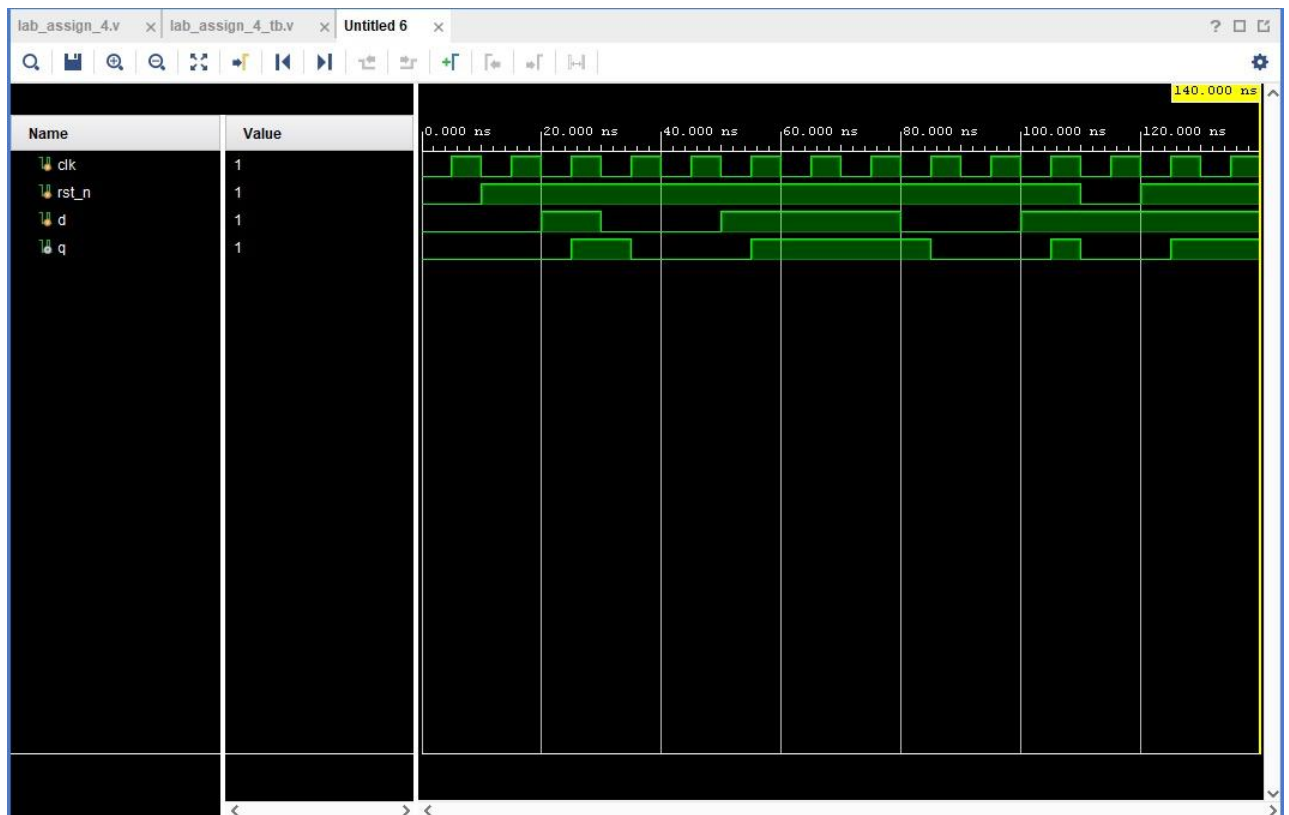 lab_assign_4.v × lab_assign_4_tb.v × Untitled 6 ×
140.000 ns
Name Value 0.000 ns 20.000 ns 40.000 ns 60.000 ns 80.000 ns 100.000 ns 120.000 ns
clk 1
rst_n 1
d 1
q 1